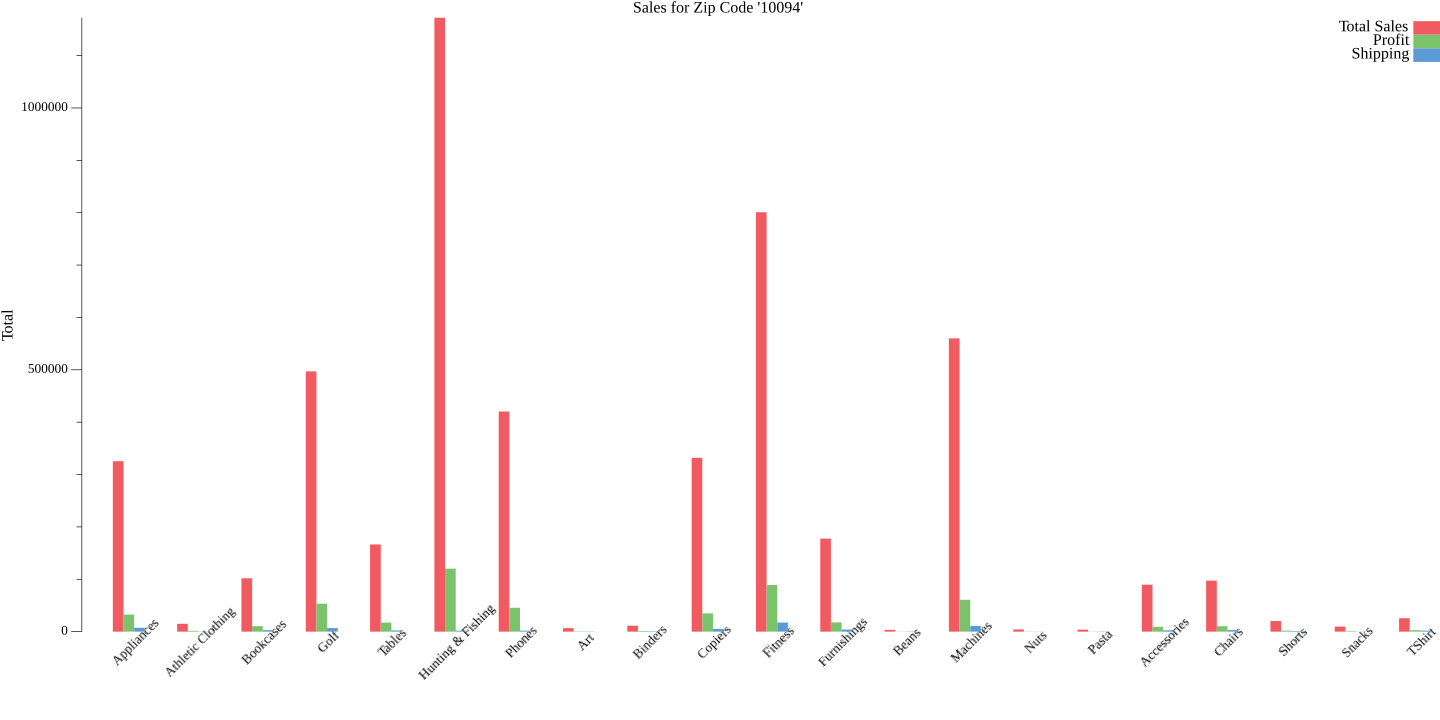 Sales for Zip Code '10094'
Total Sales
Profit
Shipping
1000000
500000
0
Total
Appliances
Athletic Clothing
Bookcases
Golf
Tables
Hunting & Fishing
Phones
Art
Binders
Copiers
Fitness
Furnishings
Beans
Machines
Nuts
Pasta
Accessories
Chairs
Shorts
Snacks
TShirt